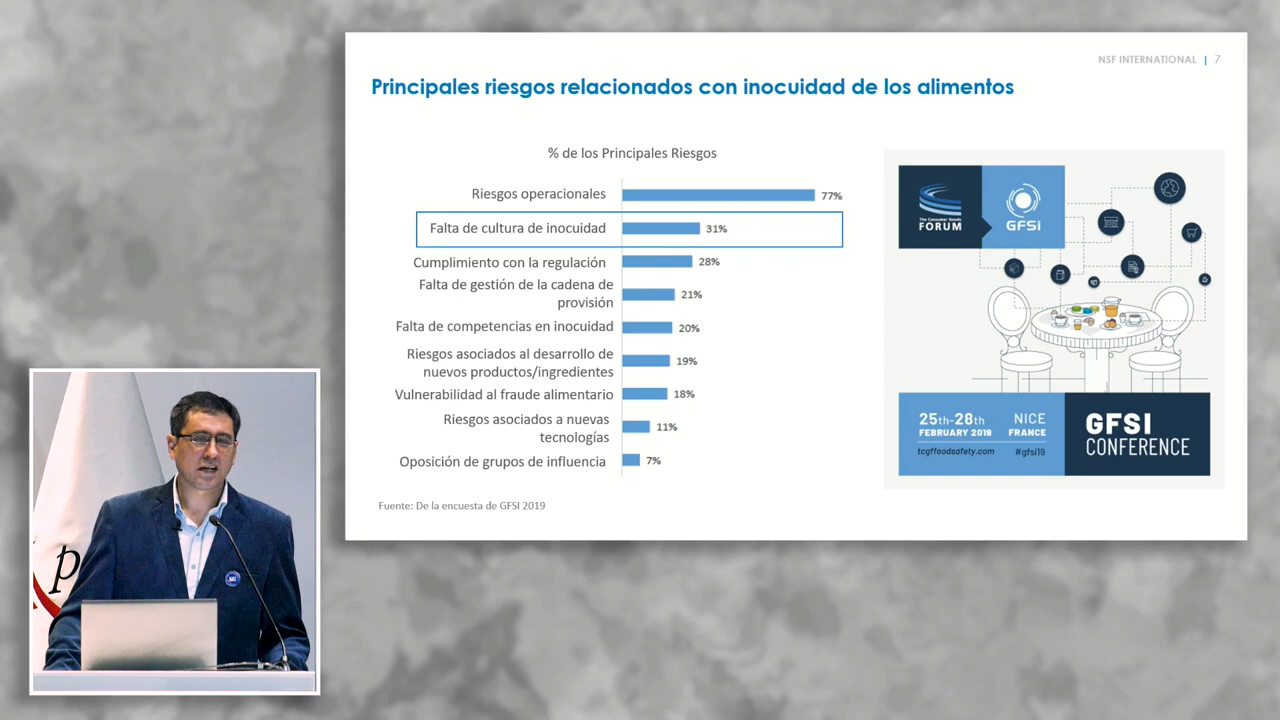 NSF INTERNATIONAL | 7
Principales riesgos relacionados con inocuidad de los alimentos
% de los Principales Riesgos
Riesgos operacionales 77%
Falta de cultura de inocuidad 31%
Cumplimiento con la regulación 28%
Falta de gestión de la cadena de
provisión 21%
Falta de competencias en inocuidad 20%
Riesgos asociados al desarrollo de
nuevos productos/ingredientes 19%
Vulnerabilidad al fraude alimentario 18%
Riesgos asociados a nuevas
tecnologías 11%
Oposición de grupos de influencia 7%
Fuente: De la encuesta de GFSI 2019
The Consumer Goods
FORUM
GFSi
25th-28th
FEBRUARY 2019
NICE
FRANCE
tcgffoodsafety.com
#gfsi19
GFSI
CONFERENCE
p